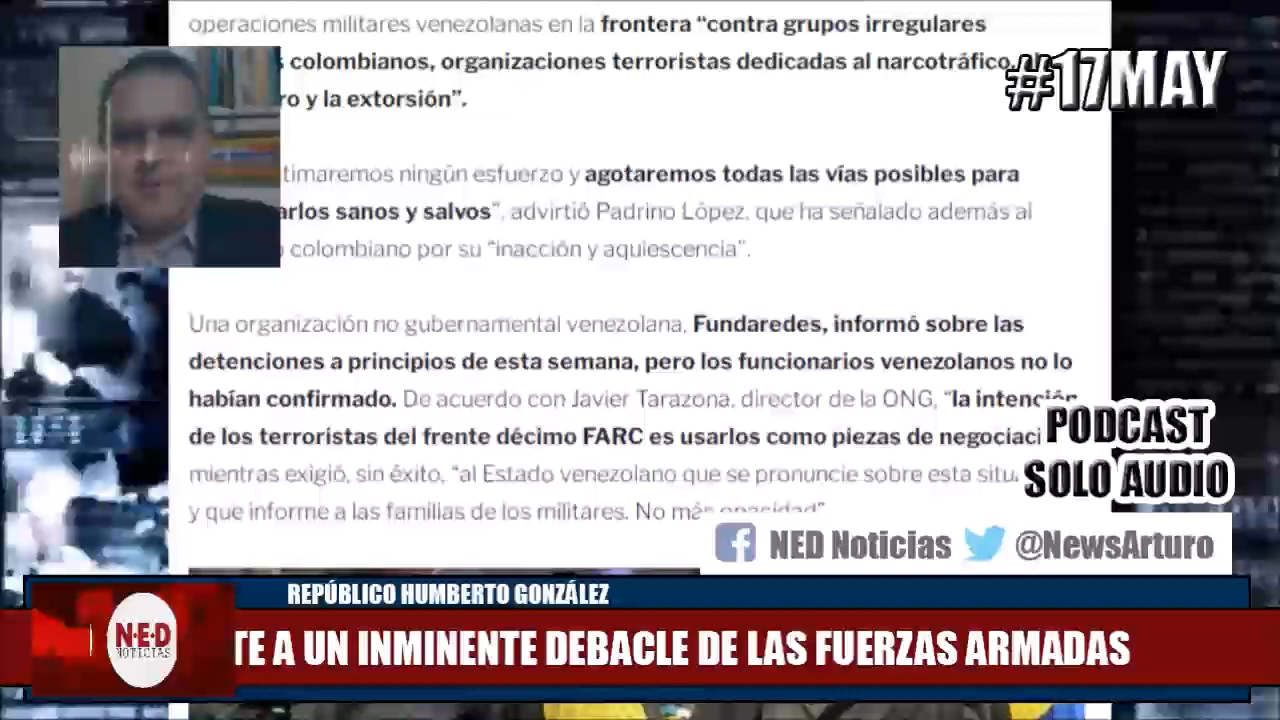 operaciones militares venezolanas en la frontera “contra grupos irregulares
colombianos, organizaciones terroristas dedicadas al narcotráfico,
y la extorsión”.
#17MAY
ningún esfuerzo y agotaremos todas las vías posibles para
sanos y salvos”, advirtió Padrino López, que ha señalado además al
colombiano por su “inacción y aquiescencia”.
Una organización no gubernamental venezolana, Fundaredes, informó sobre las
detenciones a principios de esta semana, pero los funcionarios venezolanos no lo
habían confirmado. De acuerdo con Javier Tarazona, director de la ONG, “la intención
de los terroristas del frente décimo FARC es usarlos como piezas de negociaci
mientras exigió, sin éxito, “al Estado venezolano que se pronuncie sobre esta situ
y que informe a las familias de los militares. No más opacidad”
PODCAST
SOLO AUDIO
NED Noticias @NewsArturo
REPÚBLICO HUMBERTO GONZÁLEZ
N·E·D
NOTICIAS
TE A UN INMINENTE DEBACLE DE LAS FUERZAS ARMADAS